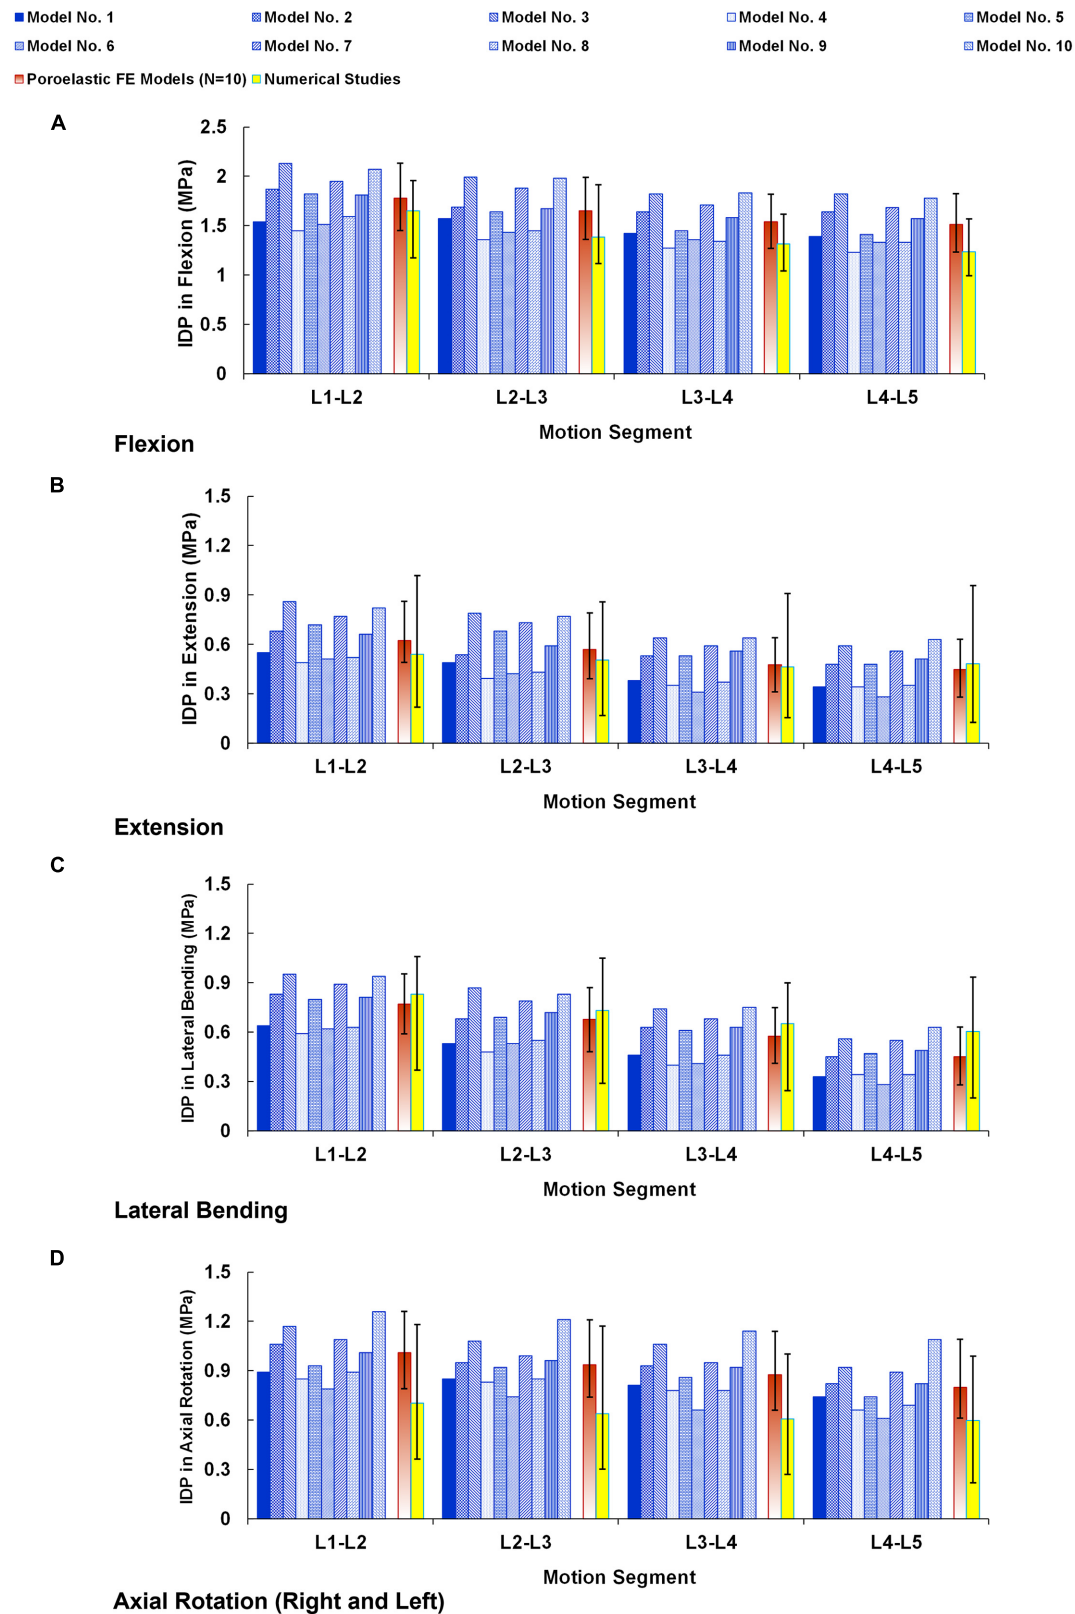 Model No. 1 Model No. 2 Model No. 3 Model No. 4 Model No. 5
Model No. 6 Model No. 7 Model No. 8 Model No. 9 Model No. 10
Poroelastic FE Models (N=10) Numerical Studies
A
IDP in Flexion (MPa)
2.5
2
1.5
1
0.5
0
L1-L2 L2-L3 L3-L4 L4-L5
Motion Segment
Flexion
B
IDP in Extension (MPa)
1.5
1.2
0.9
0.6
0.3
0
L1-L2 L2-L3 L3-L4 L4-L5
Motion Segment
Extension
C
IDP in Lateral Bending (MPa)
1.5
1.2
0.9
0.6
0.3
0
L1-L2 L2-L3 L3-L4 L4-L5
Motion Segment
Lateral Bending
D
IDP in Axial Rotation (MPa)
1.5
1.2
0.9
0.6
0.3
0
L1-L2 L2-L3 L3-L4 L4-L5
Motion Segment
Axial Rotation (Right and Left)